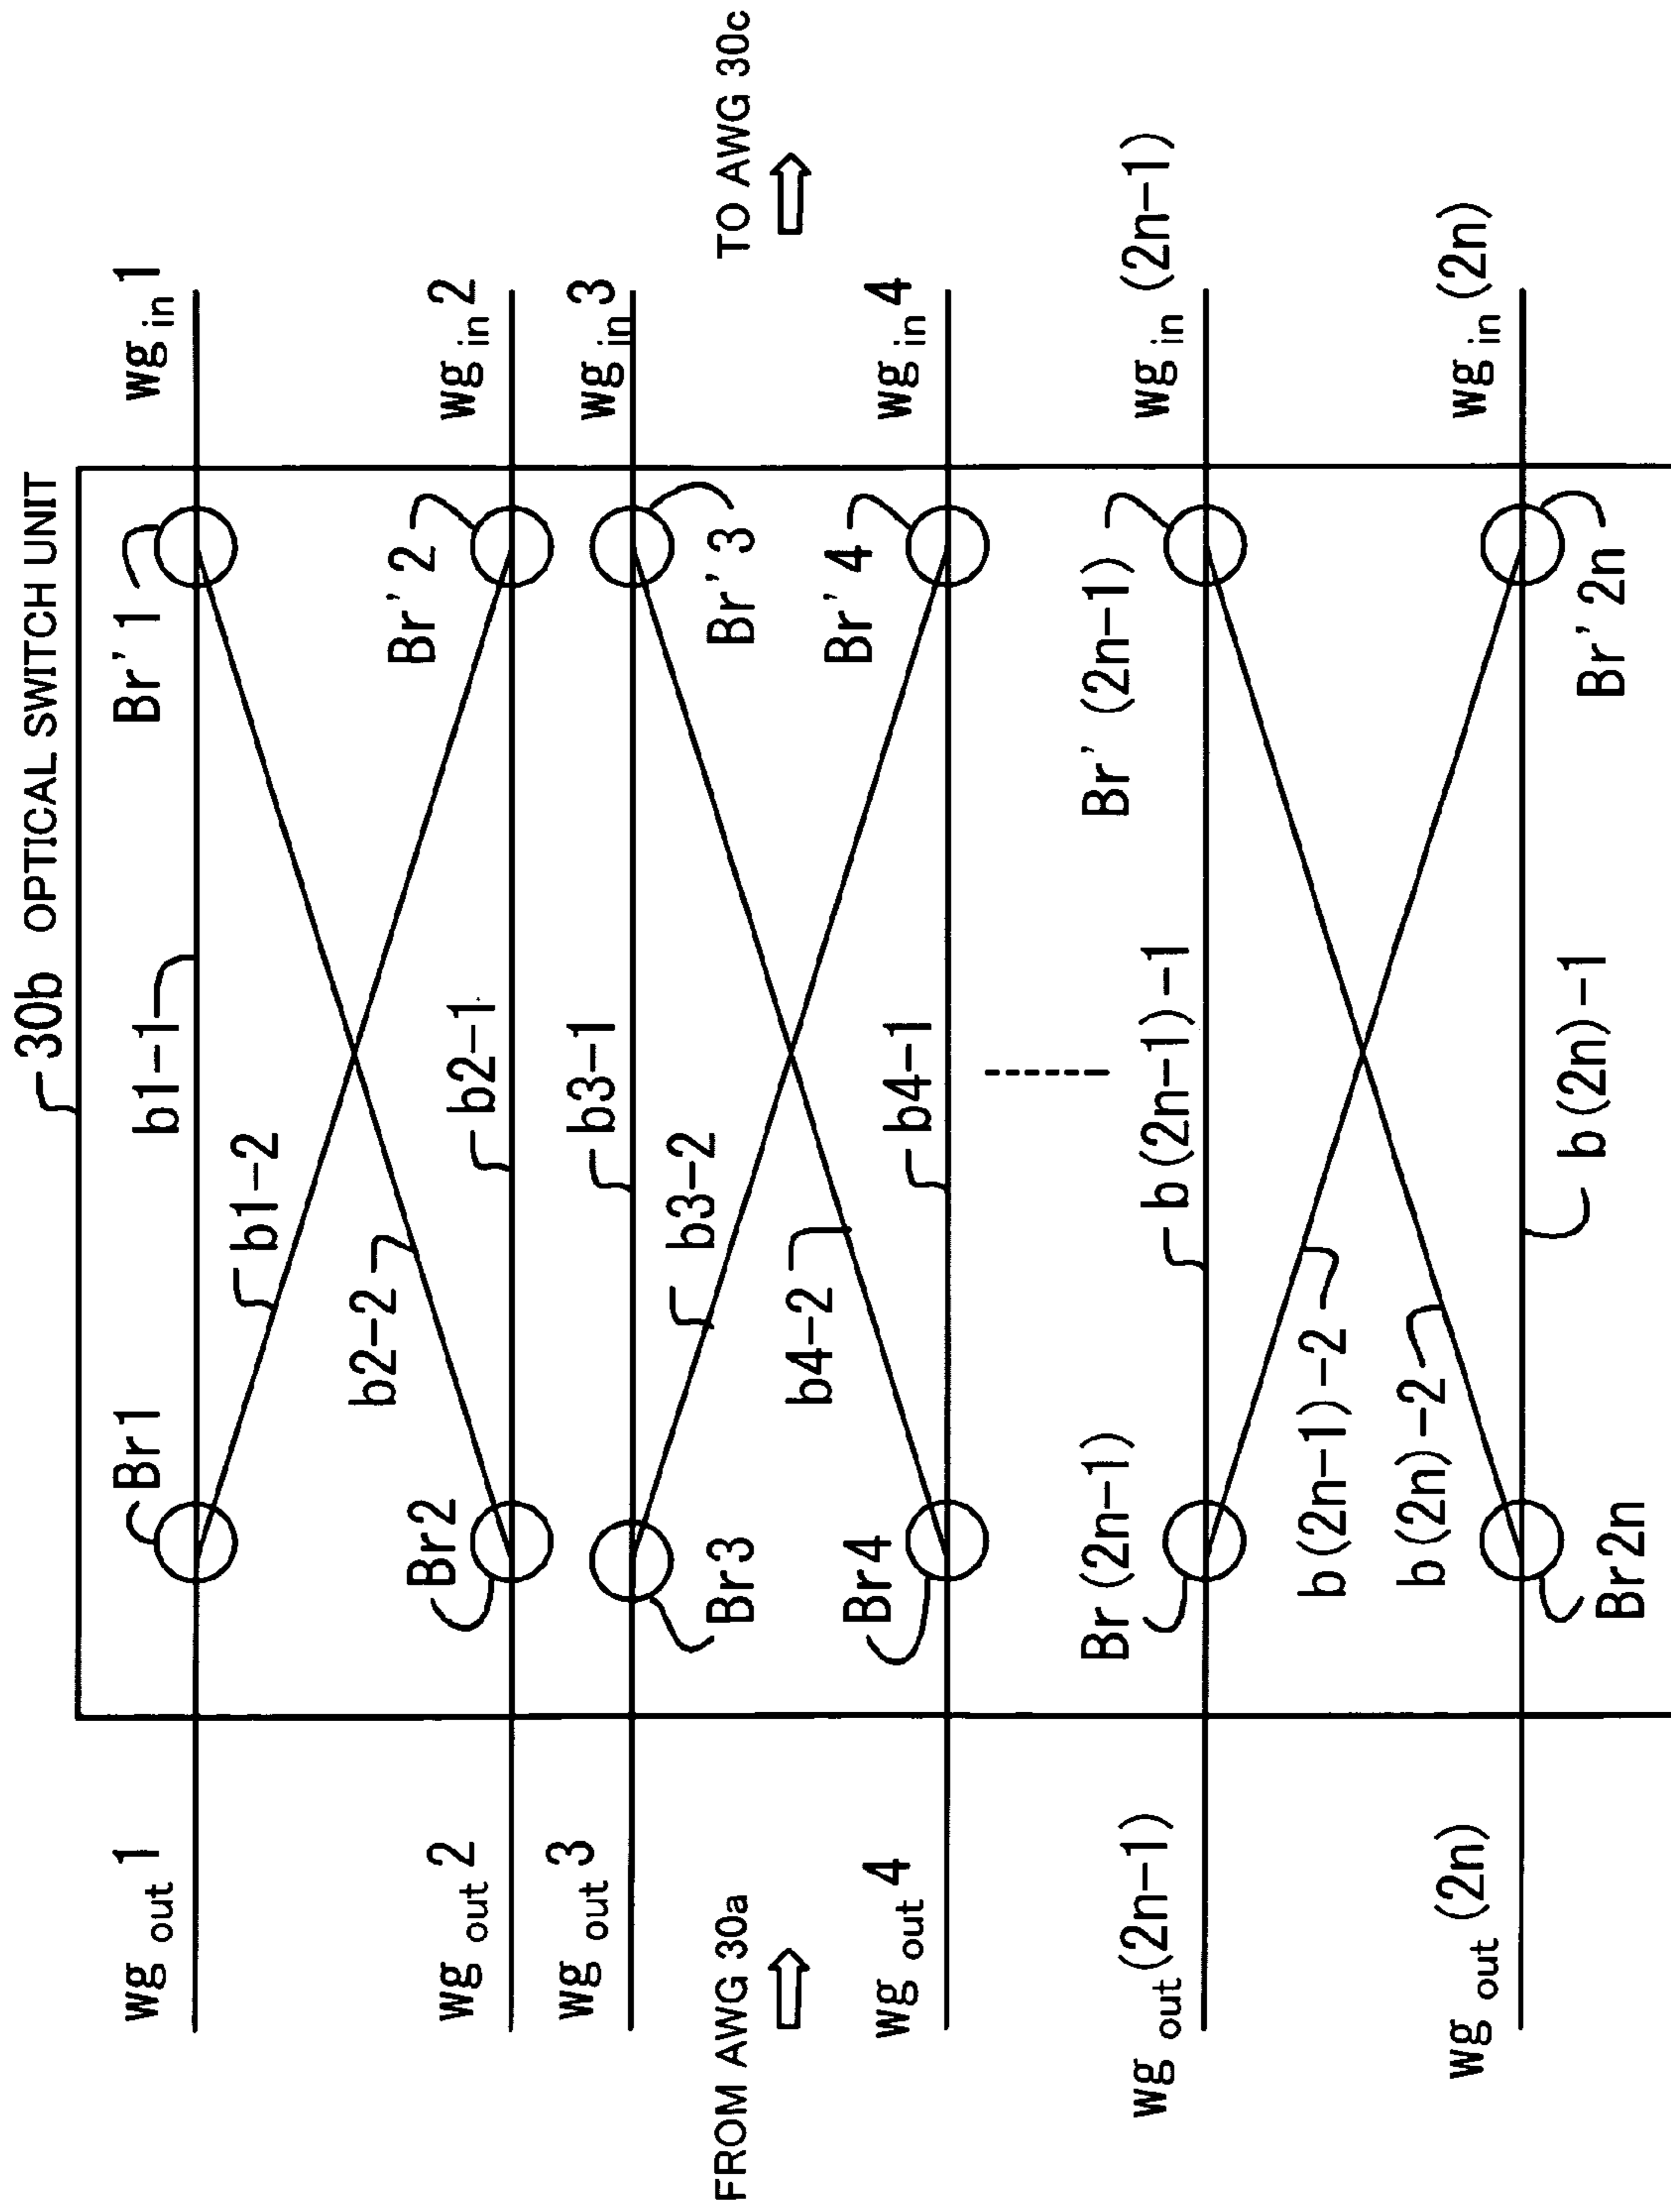 30b OPTICAL SWITCH UNIT
wg out 1
Br1
b1-1
Br'1
wg in 1
b1-2
b2-2
wg out 2
Br2
b2-1
Br'2
wg in 2
wg out 3
Br3
b3-1
Br'3
wg in 3
b3-2
FROM AWG 30a
TO AWG 30c
b4-2
wg out 4
Br4
b4-1
Br'4
wg in 4
wg out (2n-1)
Br(2n-1)
b(2n-1)-1
Br'(2n-1)
wg in (2n-1)
b(2n-1)-2
b(2n)-2
wg out (2n)
Br2n
b(2n)-1
Br'2n
wg in (2n)